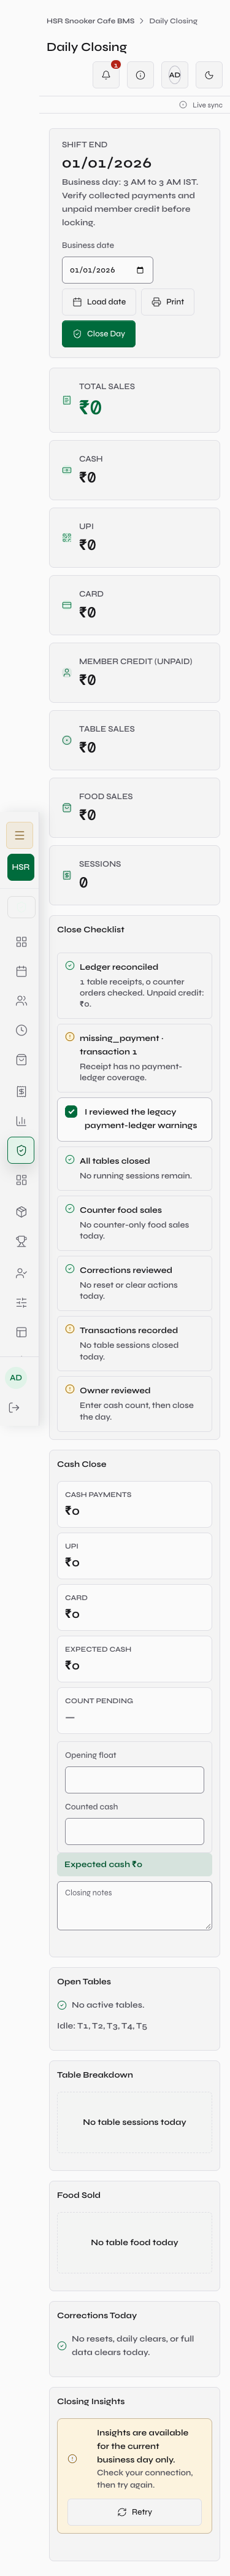 HSR Snooker Cafe BMS > Daily Closing
Daily Closing
1
AD
Live sync
SHIFT END
01/01/2026
Business day: 3 AM to 3 AM IST.
Verify collected payments and
unpaid member credit before
locking.
Business date
01/01/2026
Load date
Print
Close Day
TOTAL SALES
₹0
CASH
₹0
UPI
₹0
CARD
₹0
MEMBER CREDIT (UNPAID)
₹0
TABLE SALES
₹0
FOOD SALES
₹0
HSR
SESSIONS
0
Close Checklist
Ledger reconciled
1 table receipts, 0 counter
orders checked. Unpaid credit:
₹0.
missing_payment ·
transaction 1
Receipt has no payment-
ledger coverage.
I reviewed the legacy
payment-ledger warnings
All tables closed
No running sessions remain.
Counter food sales
No counter-only food sales
today.
Corrections reviewed
No reset or clear actions
today.
Transactions recorded
No table sessions closed
today.
Owner reviewed
Enter cash count, then close
the day.
AD
Cash Close
CASH PAYMENTS
₹0
UPI
₹0
CARD
₹0
EXPECTED CASH
₹0
COUNT PENDING
—
Opening float
Counted cash
Expected cash ₹0
Closing notes
Open Tables
No active tables.
Idle: T1, T2, T3, T4, T5
Table Breakdown
No table sessions today
Food Sold
No table food today
Corrections Today
No resets, daily clears, or full
data clears today.
Closing Insights
Insights are available
for the current
business day only.
Check your connection,
then try again.
Retry